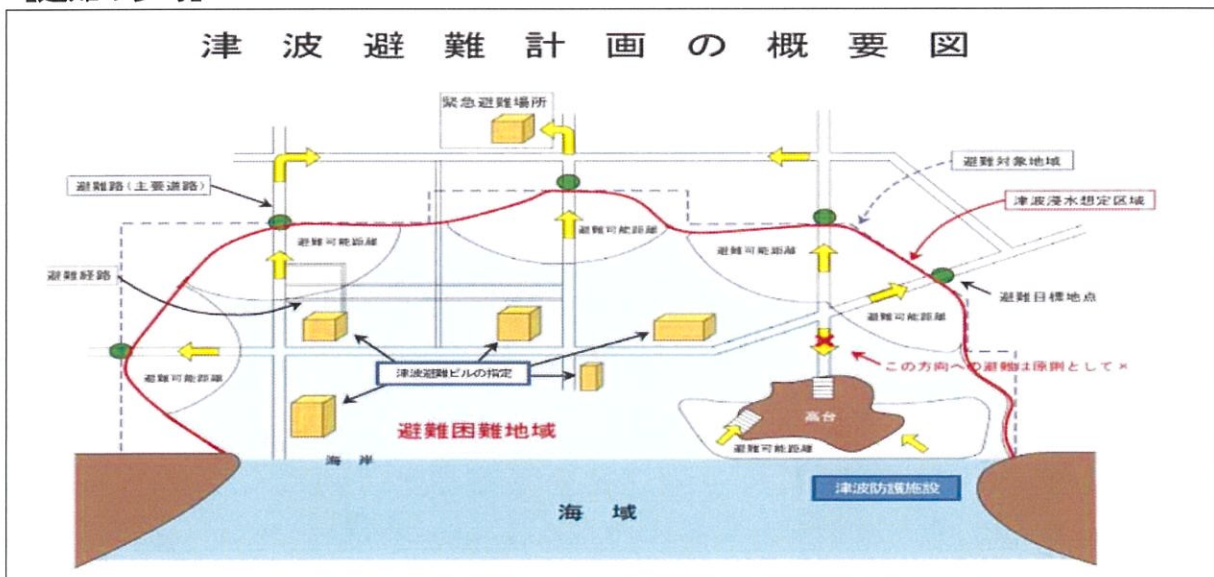 津波避難計画の概要図
緊急避難場所
避難対象地域
避難路（主要道路）
津波浸水想定区域
避難可能距離
避難可能距離
避難可能距離
避難経路
避難目標地点
避難可能距離
津波避難ビルの指定
この方向への避難は原則として×
避難可能距離
高台
避難困難地域
避難可能距離
海岸
津波防護施設
海域